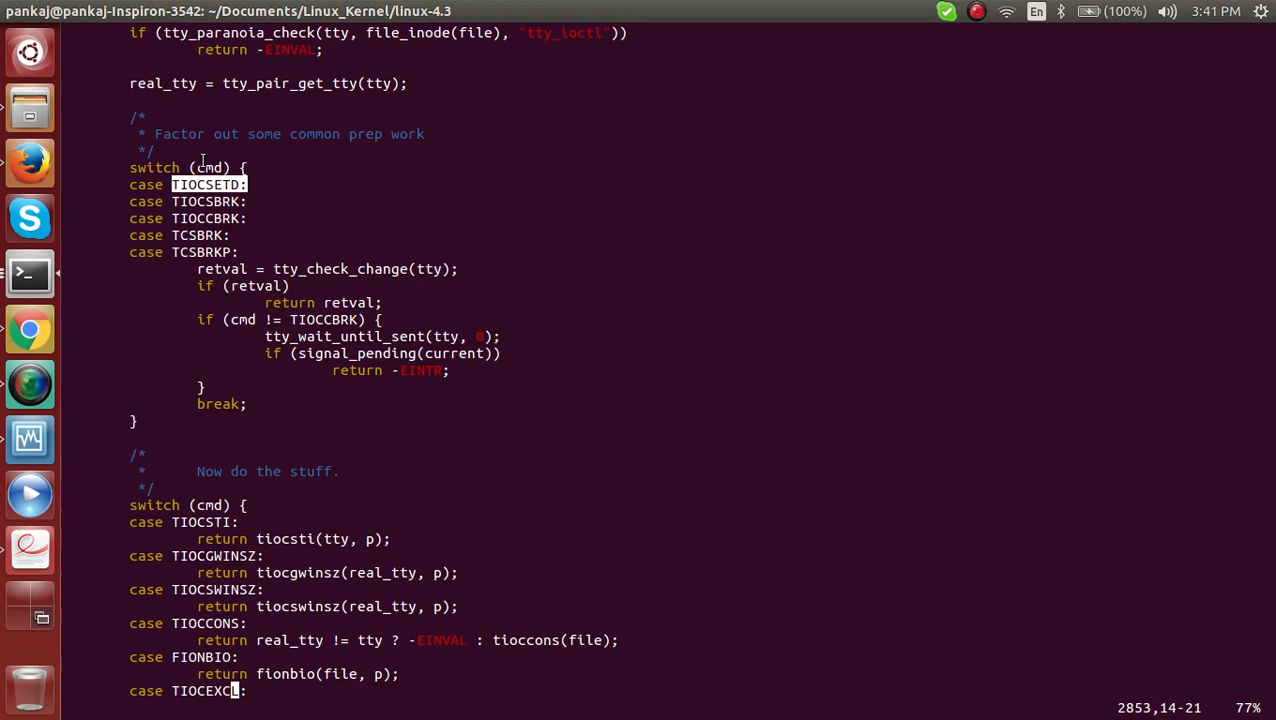 pankaj@pankaj-Inspiron-3542: ~/Documents/Linux_Kernel/linux-4.3 En (100%) 3:41 PM
if (tty_paranoia_check(tty, file_inode(file), "tty_ioctl"))
return -EINVAL;
real_tty = tty_pair_get_tty(tty);
/*
* Factor out some common prep work
*/
switch (cmd) {
case TIOCSETD:
case TIOCSBRK:
case TIOCCBRK:
case TCSBRK:
case TCSBRKP:
retval = tty_check_change(tty);
if (retval)
return retval;
if (cmd != TIOCCBRK) {
tty_wait_until_sent(tty, 0);
if (signal_pending(current))
return -EINTR;
}
break;
}
/*
* Now do the stuff.
*/
switch (cmd) {
case TIOCSTI:
return tiocsti(tty, p);
case TIOCGWINSZ:
return tiocgwinsz(real_tty, p);
case TIOCSWINSZ:
return tiocswinsz(real_tty, p);
case TIOCCONS:
return real_tty != tty ? -EINVAL : tioccons(file);
case FIONBIO:
return fionbio(file, p);
case TIOCEXCL:
2853,14-21 77%